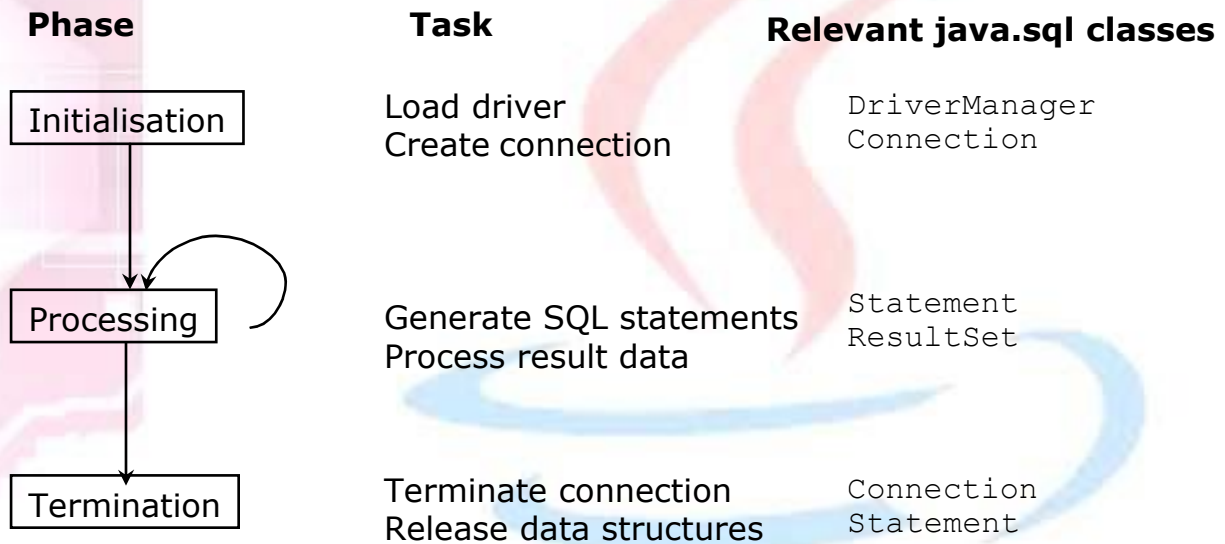 Phase Task Relevant java.sql classes
Initialisation
Load driver
Create connection
DriverManager
Connection
Processing
Generate SQL statements
Process result data
Statement
ResultSet
Termination
Terminate connection
Release data structures
Connection
Statement